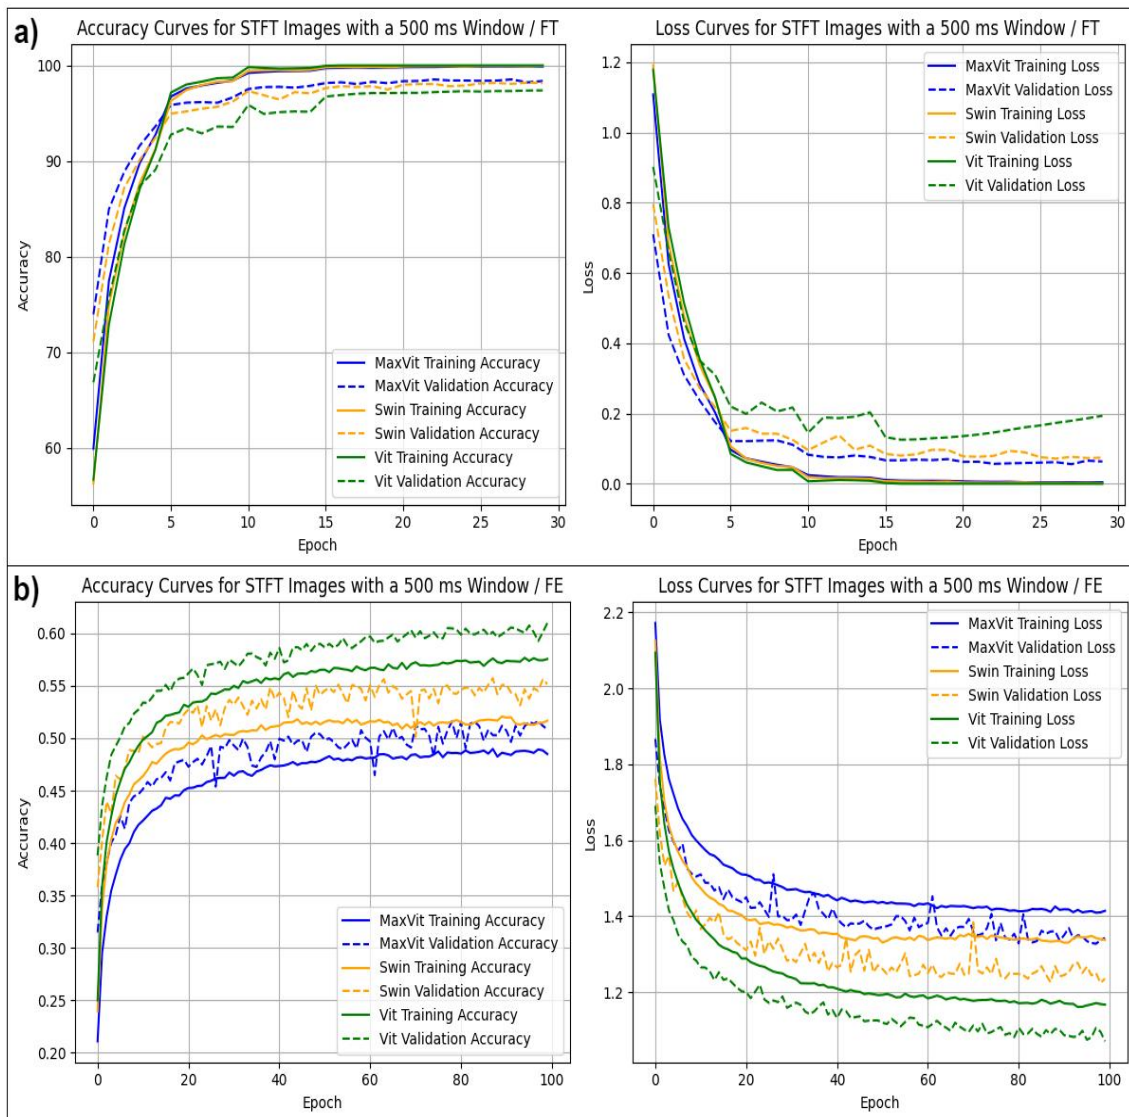 a)
Accuracy Curves for STFT Images with a 500 ms Window / FT
100
90
80
70
60
Accuracy
0 5 10 15 20 25 30
Epoch
MaxVit Training Accuracy
MaxVit Validation Accuracy
Swin Training Accuracy
Swin Validation Accuracy
Vit Training Accuracy
Vit Validation Accuracy
Loss Curves for STFT Images with a 500 ms Window / FT
1.2
1.0
0.8
0.6
0.4
0.2
0.0
Loss
0 5 10 15 20 25 30
Epoch
MaxVit Training Loss
MaxVit Validation Loss
Swin Training Loss
Swin Validation Loss
Vit Training Loss
Vit Validation Loss
b)
Accuracy Curves for STFT Images with a 500 ms Window / FE
0.60
0.55
0.50
0.45
0.40
0.35
0.30
0.25
0.20
Accuracy
0 20 40 60 80 100
Epoch
MaxVit Training Accuracy
MaxVit Validation Accuracy
Swin Training Accuracy
Swin Validation Accuracy
Vit Training Accuracy
Vit Validation Accuracy
Loss Curves for STFT Images with a 500 ms Window / FE
2.2
2.0
1.8
1.6
1.4
1.2
Loss
0 20 40 60 80 100
Epoch
MaxVit Training Loss
MaxVit Validation Loss
Swin Training Loss
Swin Validation Loss
Vit Training Loss
Vit Validation Loss